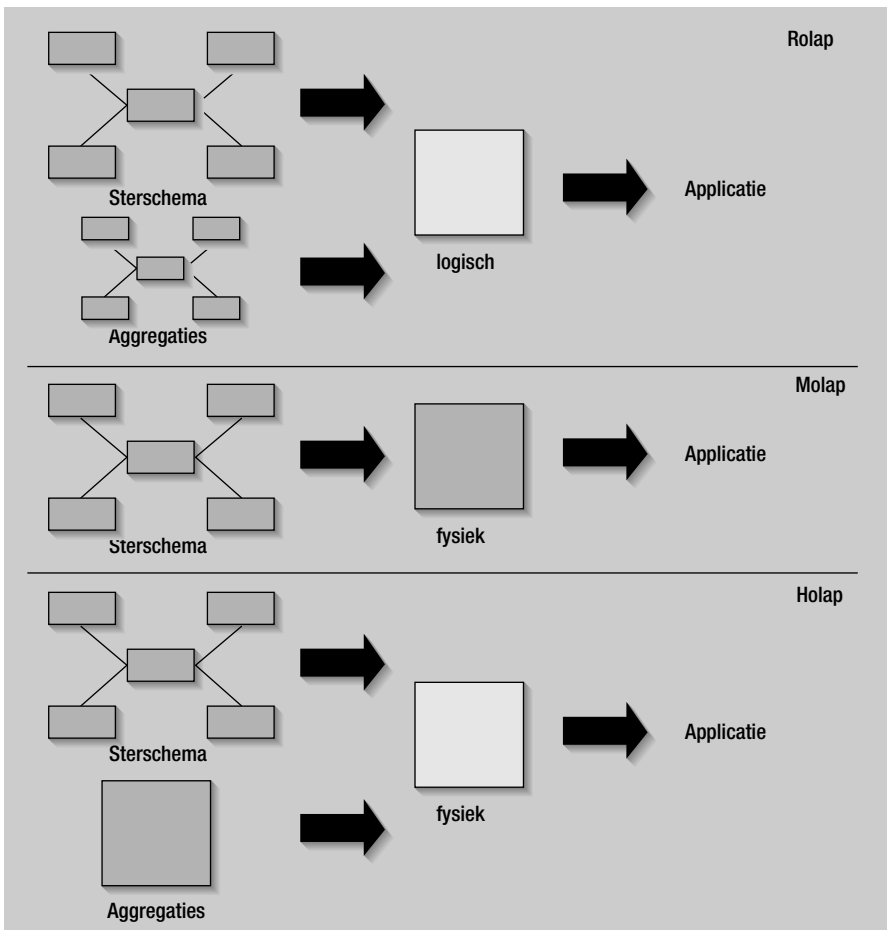 Rolap
Sterschema
Applicatie
logisch
Aggregaties
Molap
Applicatie
Sterschema
fysiek
Holap
Sterschema
Applicatie
fysiek
Aggregaties